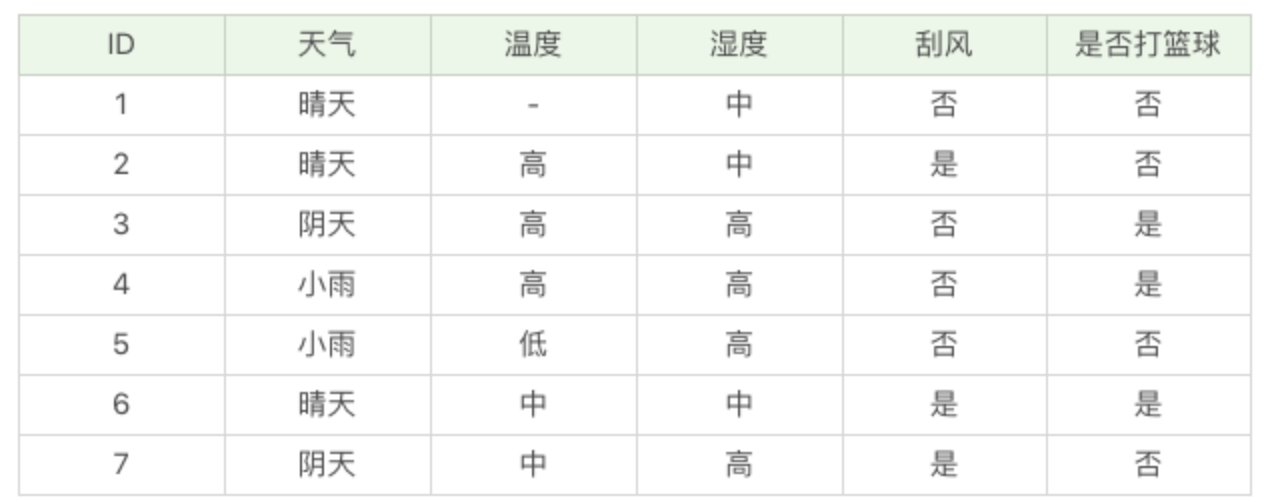 ID 天气 温度 湿度 刮风 是否打篮球
1 晴天 - 中 否 否
2 晴天 高 中 是 否
3 阴天 高 高 否 是
4 小雨 高 高 否 是
5 小雨 低 高 否 否
6 晴天 中 中 是 是
7 阴天 中 高 是 否